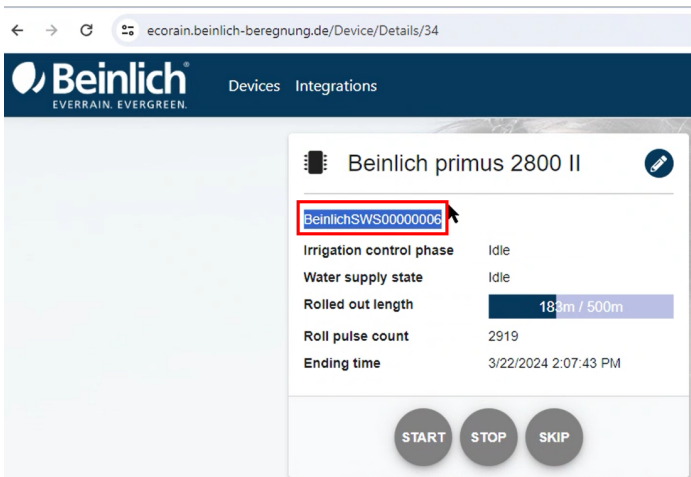 ecorain.beinlich-beregnung.de/Device/Details/34
Beinlich®
EVERRAIN. EVERGREEN.
Devices Integrations
Beinlich primus 2800 II
BeinlichSWS00000006
Irrigation control phase Idle
Water supply state Idle
Rolled out length 183m / 500m
Roll pulse count 2919
Ending time 3/22/2024 2:07:43 PM
START STOP SKIP